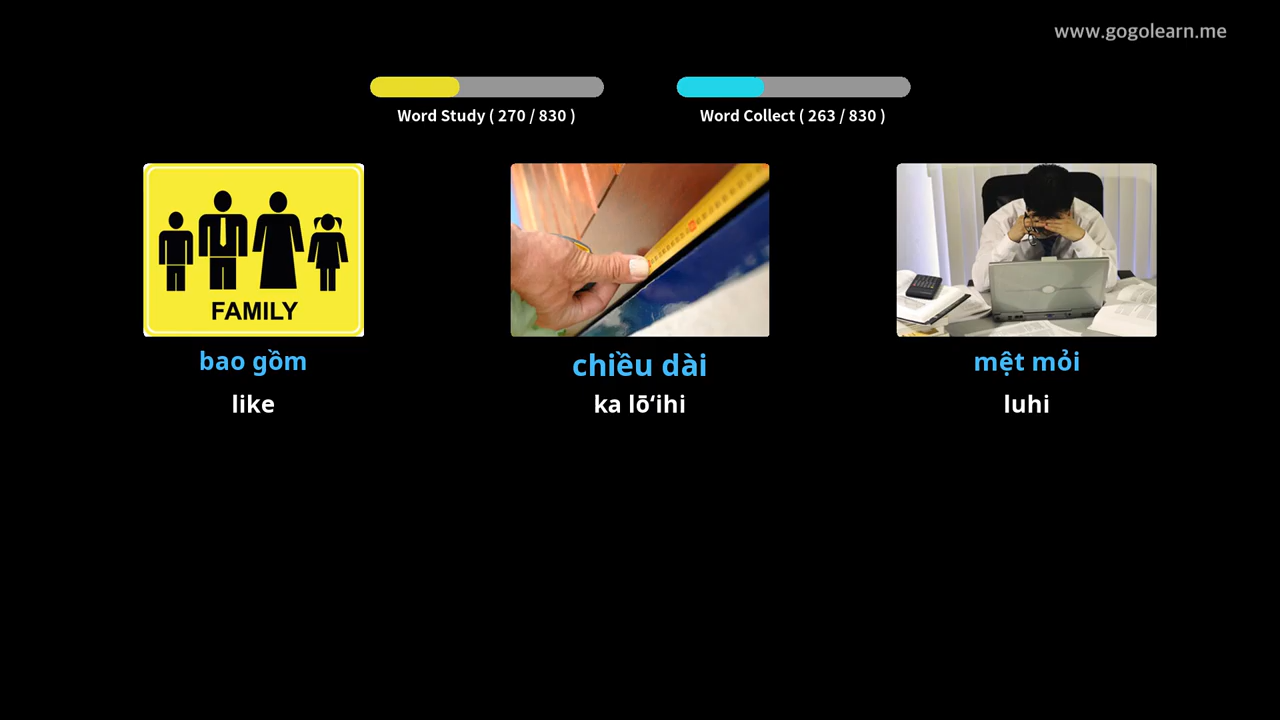 www.gogolearn.me
Word Study ( 270 / 830 )
Word Collect ( 263 / 830 )
FAMILY
bao gồm
chiều dài
mệt mỏi
like
ka lōʻihi
luhi